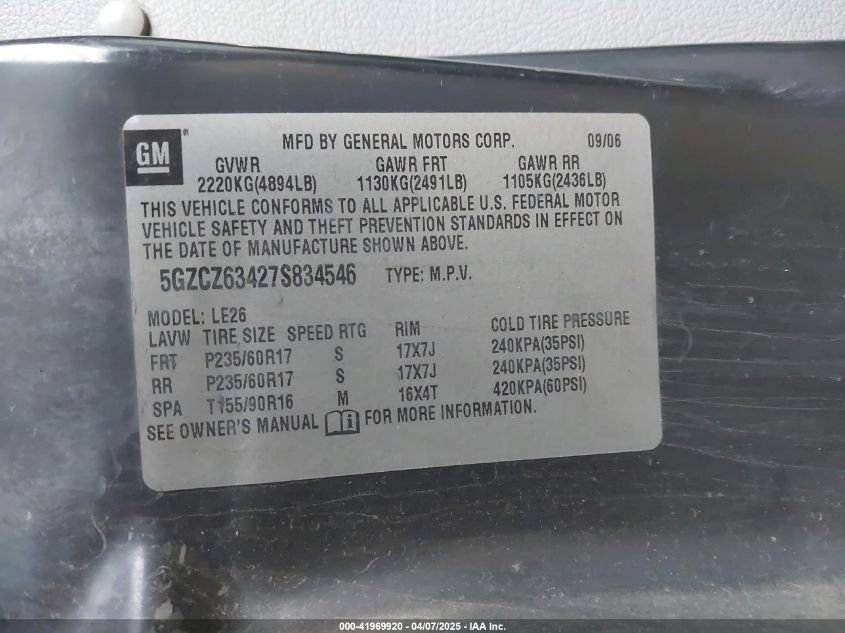 GM® MFD BY GENERAL MOTORS CORP. 09/06
GVWR GAWR FRT GAWR RR
2220KG(4894LB) 1130KG(2491LB) 1105KG(2436LB)
THIS VEHICLE CONFORMS TO ALL APPLICABLE U.S. FEDERAL MOTOR
VEHICLE SAFETY AND THEFT PREVENTION STANDARDS IN EFFECT ON
THE DATE OF MANUFACTURE SHOWN ABOVE.
5GZCZ63427S834546 TYPE: M.P.V.
MODEL: LE26
LAVW TIRE SIZE SPEED RTG RIM COLD TIRE PRESSURE
FRT P235/60R17 S 17X7J 240KPA(35PSI)
RR P235/60R17 S 17X7J 240KPA(35PSI)
SPA T155/90R16 M 16X4T 420KPA(60PSI)
SEE OWNER'S MANUAL i FOR MORE INFORMATION.
000-41969920 - 04/07/2025 - IAA Inc.